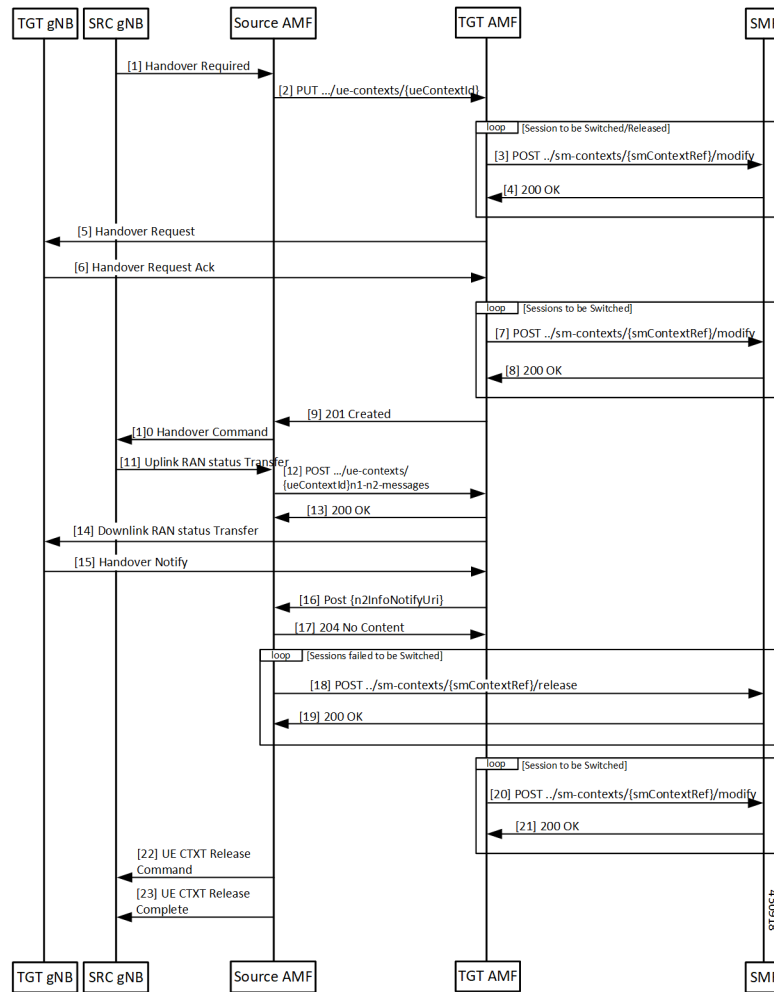 TGT gNB SRC gNB Source AMF TGT AMF
[1] Handover Required
[2] PUT .../ue-contexts/{ueContextId}
loop [Session to be Switched/Released]
[3] POST ../sm-contexts/{smContextRef}/modify
[4] 200 OK
[5] Handover Request
[6] Handover Request Ack
loop [Sessions to be Switched]
[7] POST ../sm-contexts/{smContextRef}/modify
[8] 200 OK
[9] 201 Created
[1]0 Handover Command
[11] Uplink RAN status Transfer
[12] POST .../ue-contexts/
{ueContextId}n1-n2-messages
[13] 200 OK
[14] Downlink RAN status Transfer
[15] Handover Notify
[16] Post {n2InfoNotifyUri}
[17] 204 No Content
loop [Sessions failed to be Switched]
[18] POST ../sm-contexts/{smContextRef}/release
[19] 200 OK
loop [Session to be Switched]
[20] POST ../sm-contexts/{smContextRef}/modify
[21] 200 OK
[22] UE CTXT Release
Command
[23] UE CTXT Release
Complete
TGT gNB SRC gNB Source AMF TGT AMF